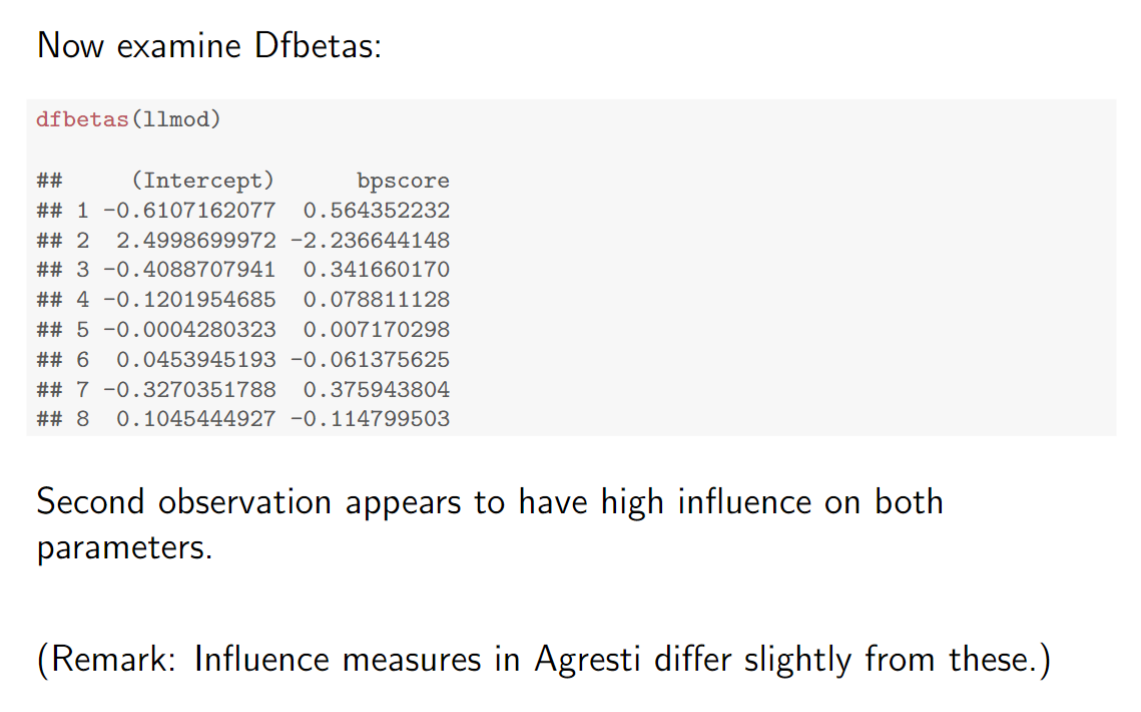 Now examine Dfbetas:
dfbetas(llmod)
## (Intercept) bpscore
## 1 -0.6107162077 0.564352232
## 2 2.4998699972 -2.236644148
## 3 -0.4088707941 0.341660170
## 4 -0.1201954685 0.078811128
## 5 -0.0004280323 0.007170298
## 6 0.0453945193 -0.061375625
## 7 -0.3270351788 0.375943804
## 8 0.1045444927 -0.114799503
Second observation appears to have high influence on both
parameters.
(Remark: Influence measures in Agresti differ slightly from these.)